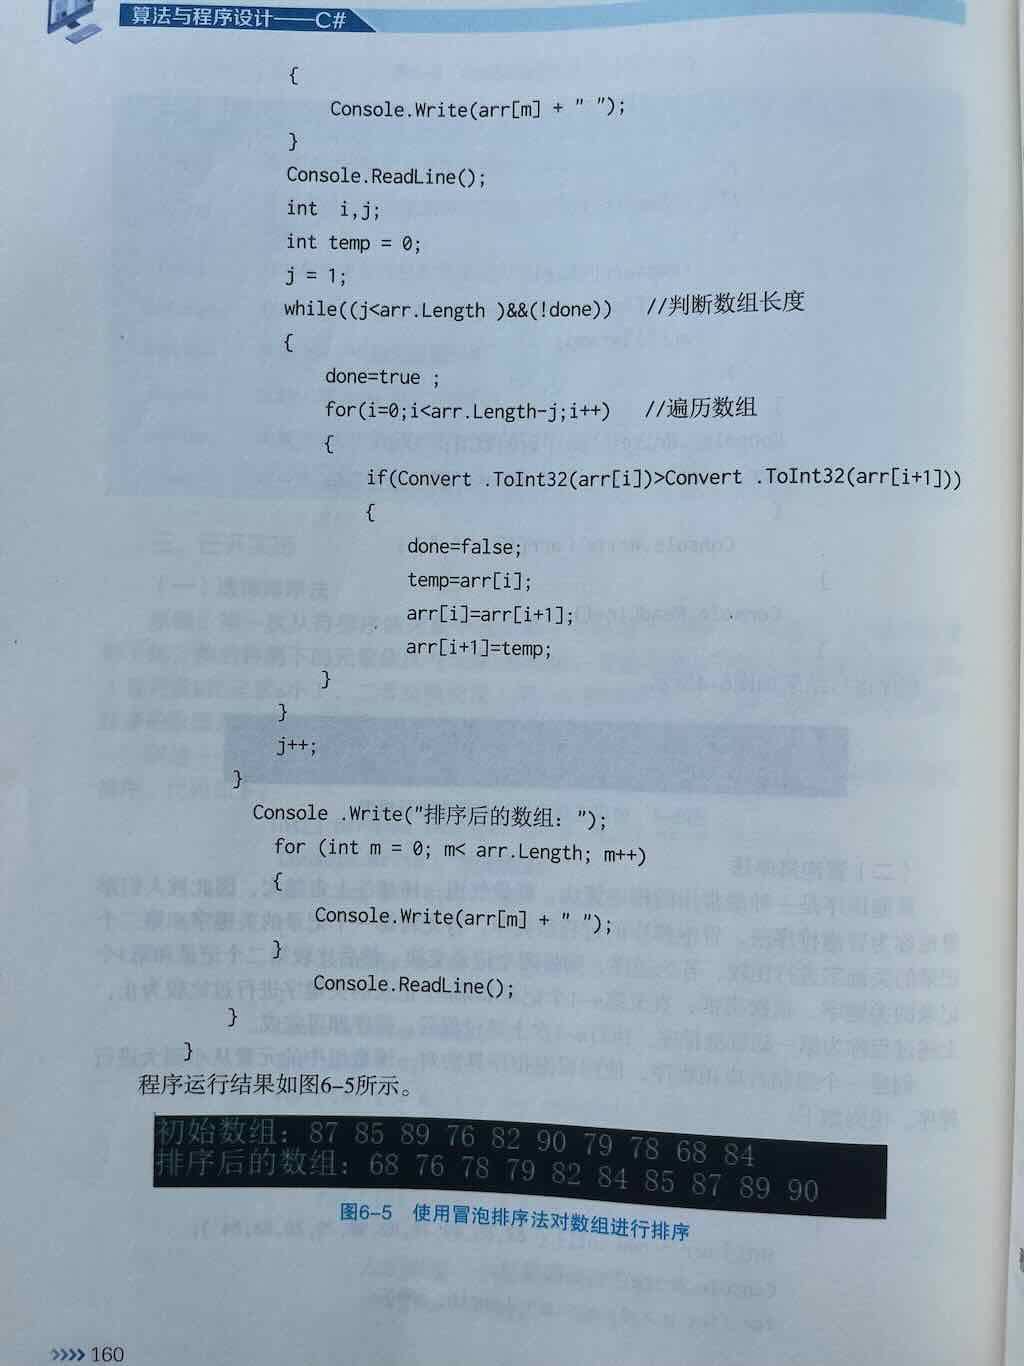 算法与程序设计——C#
{
Console.Write(arr[m] + " ");
}
Console.ReadLine();
int i,j;
int temp = 0;
j = 1;
while((j<arr.Length )&&(!done)) //判断数组长度
{
done=true ;
for(i=0;i<arr.Length-j;i++) //遍历数组
{
if(Convert .ToInt32(arr[i])>Convert .ToInt32(arr[i+1]))
{
done=false;
temp=arr[i];
arr[i]=arr[i+1];
arr[i+1]=temp;
}
}
j++;
}
Console .Write("排序后的数组: ");
for (int m = 0; m< arr.Length; m++)
{
Console.Write(arr[m] + " ");
}
Console.ReadLine();
}
}
程序运行结果如图6-5所示。
初始数组: 87 85 89 76 82 90 79 78 68 84
排序后的数组: 68 76 78 79 82 84 85 87 89 90
图6-5 使用冒泡排序法对数组进行排序
>>>> 160